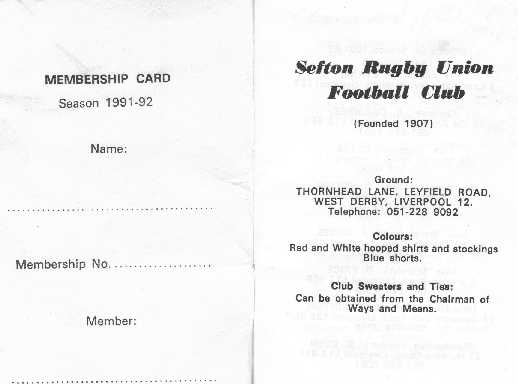 MEMBERSHIP CARD
Season 1991-92
Name:
Membership No.
Member:
Sefton Rugby Union
Football Club
(Founded 1907)
Ground:
THORNHEAD LANE, LEYFIELD ROAD,
WEST DERBY, LIVERPOOL 12.
Telephone: 051-228 9092
Colours:
Red and White hooped shirts and stockings
Blue shorts.
Club Sweaters and Ties:
Can be obtained from the Chairman of
Ways and Means.